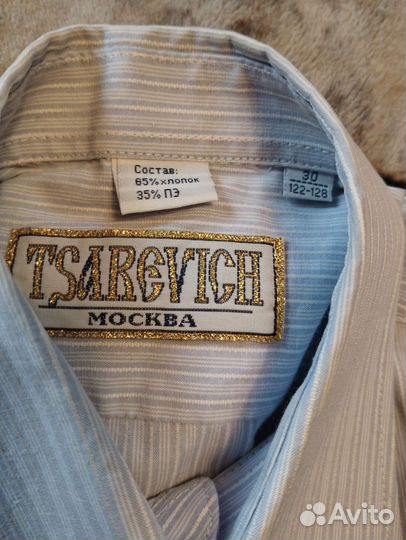 Состав:
65% хлопок
35% ПЭ
30
122-128
TSAREVICH
МОСКВА
Avito